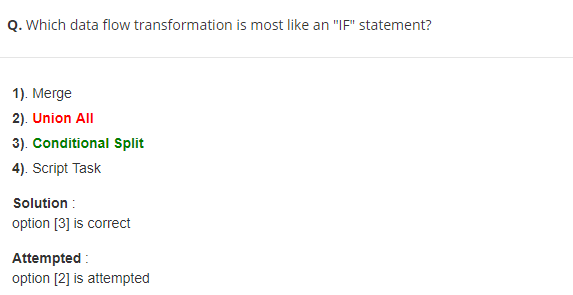 Q. Which data flow transformation is most like an "IF" statement?
1). Merge
2). Union All
3). Conditional Split
4). Script Task
Solution :
option [3] is correct
Attempted :
option [2] is attempted